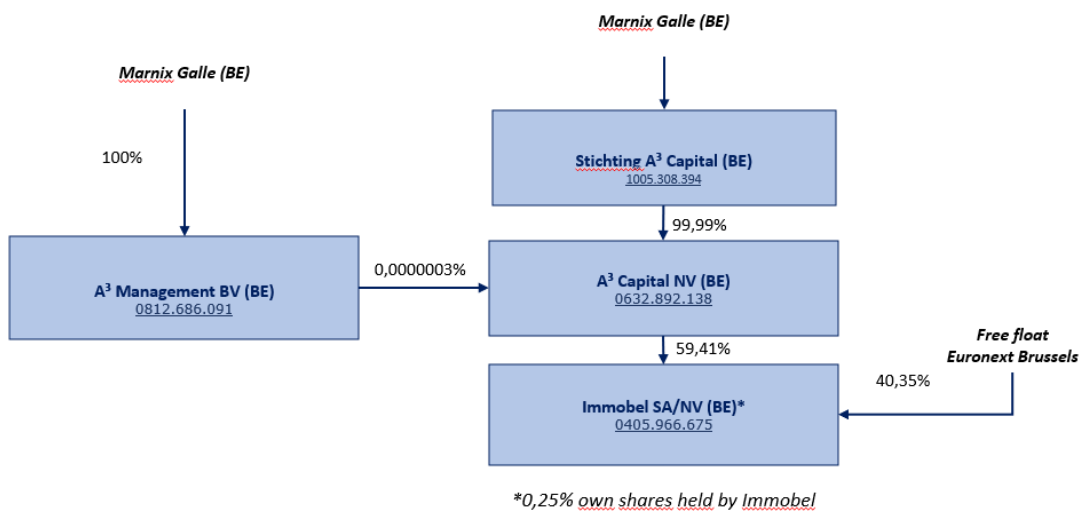 Marnix Galle (BE)
Marnix Galle (BE)
100%
Stichting A³ Capital (BE)
1005.308.394
99,99%
A³ Management BV (BE)
0812.686.091
0,0000003%
A³ Capital NV (BE)
0632.892.138
59,41%
Free float
Euronext Brussels
40,35%
Immobel SA/NV (BE)*
0405.966.675
*0,25% own shares held by Immobel